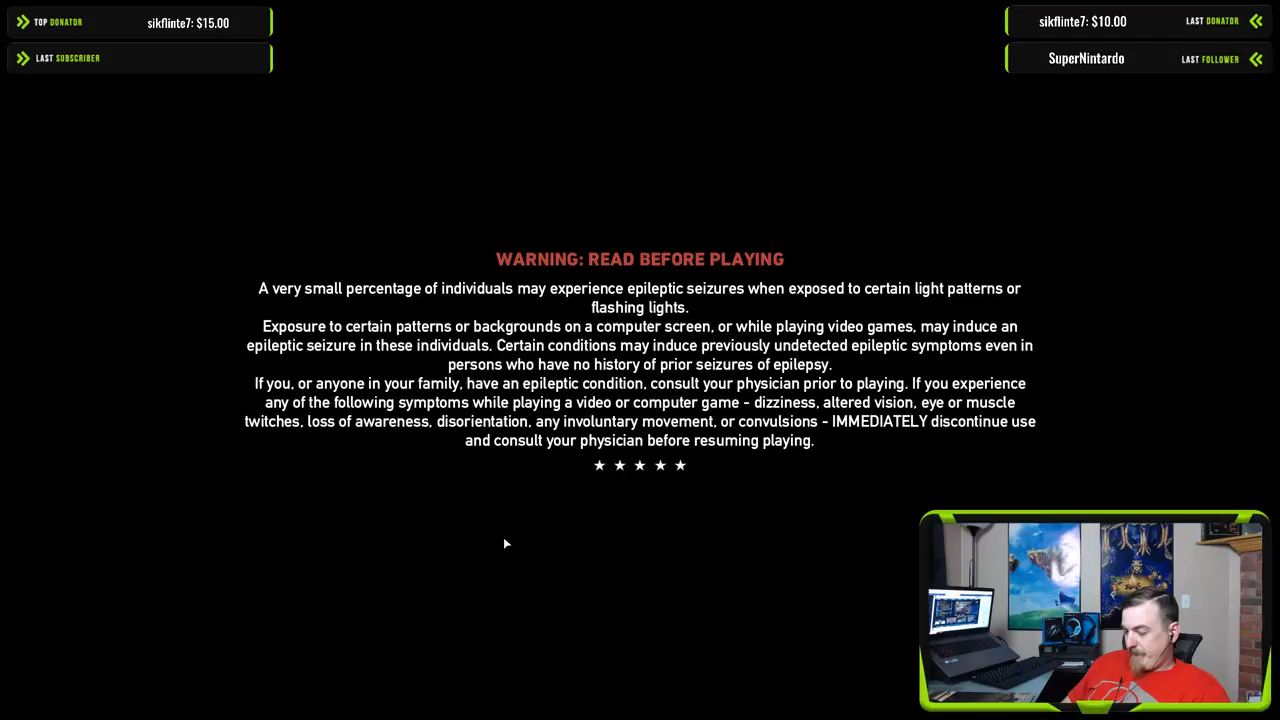 TOP DONATOR
sikflinte7: $15.00
LAST SUBSCRIBER
sikflinte7: $10.00
LAST DONATOR
SuperNintardo
LAST FOLLOWER
WARNING: READ BEFORE PLAYING
A very small percentage of individuals may experience epileptic seizures when exposed to certain light patterns or
flashing lights.
Exposure to certain patterns or backgrounds on a computer screen, or while playing video games, may induce an
epileptic seizure in these individuals. Certain conditions may induce previously undetected epileptic symptoms even in
persons who have no history of prior seizures of epilepsy.
If you, or anyone in your family, have an epileptic condition, consult your physician prior to playing. If you experience
any of the following symptoms while playing a video or computer game - dizziness, altered vision, eye or muscle
twitches, loss of awareness, disorientation, any involuntary movement, or convulsions - IMMEDIATELY discontinue use
and consult your physician before resuming playing.